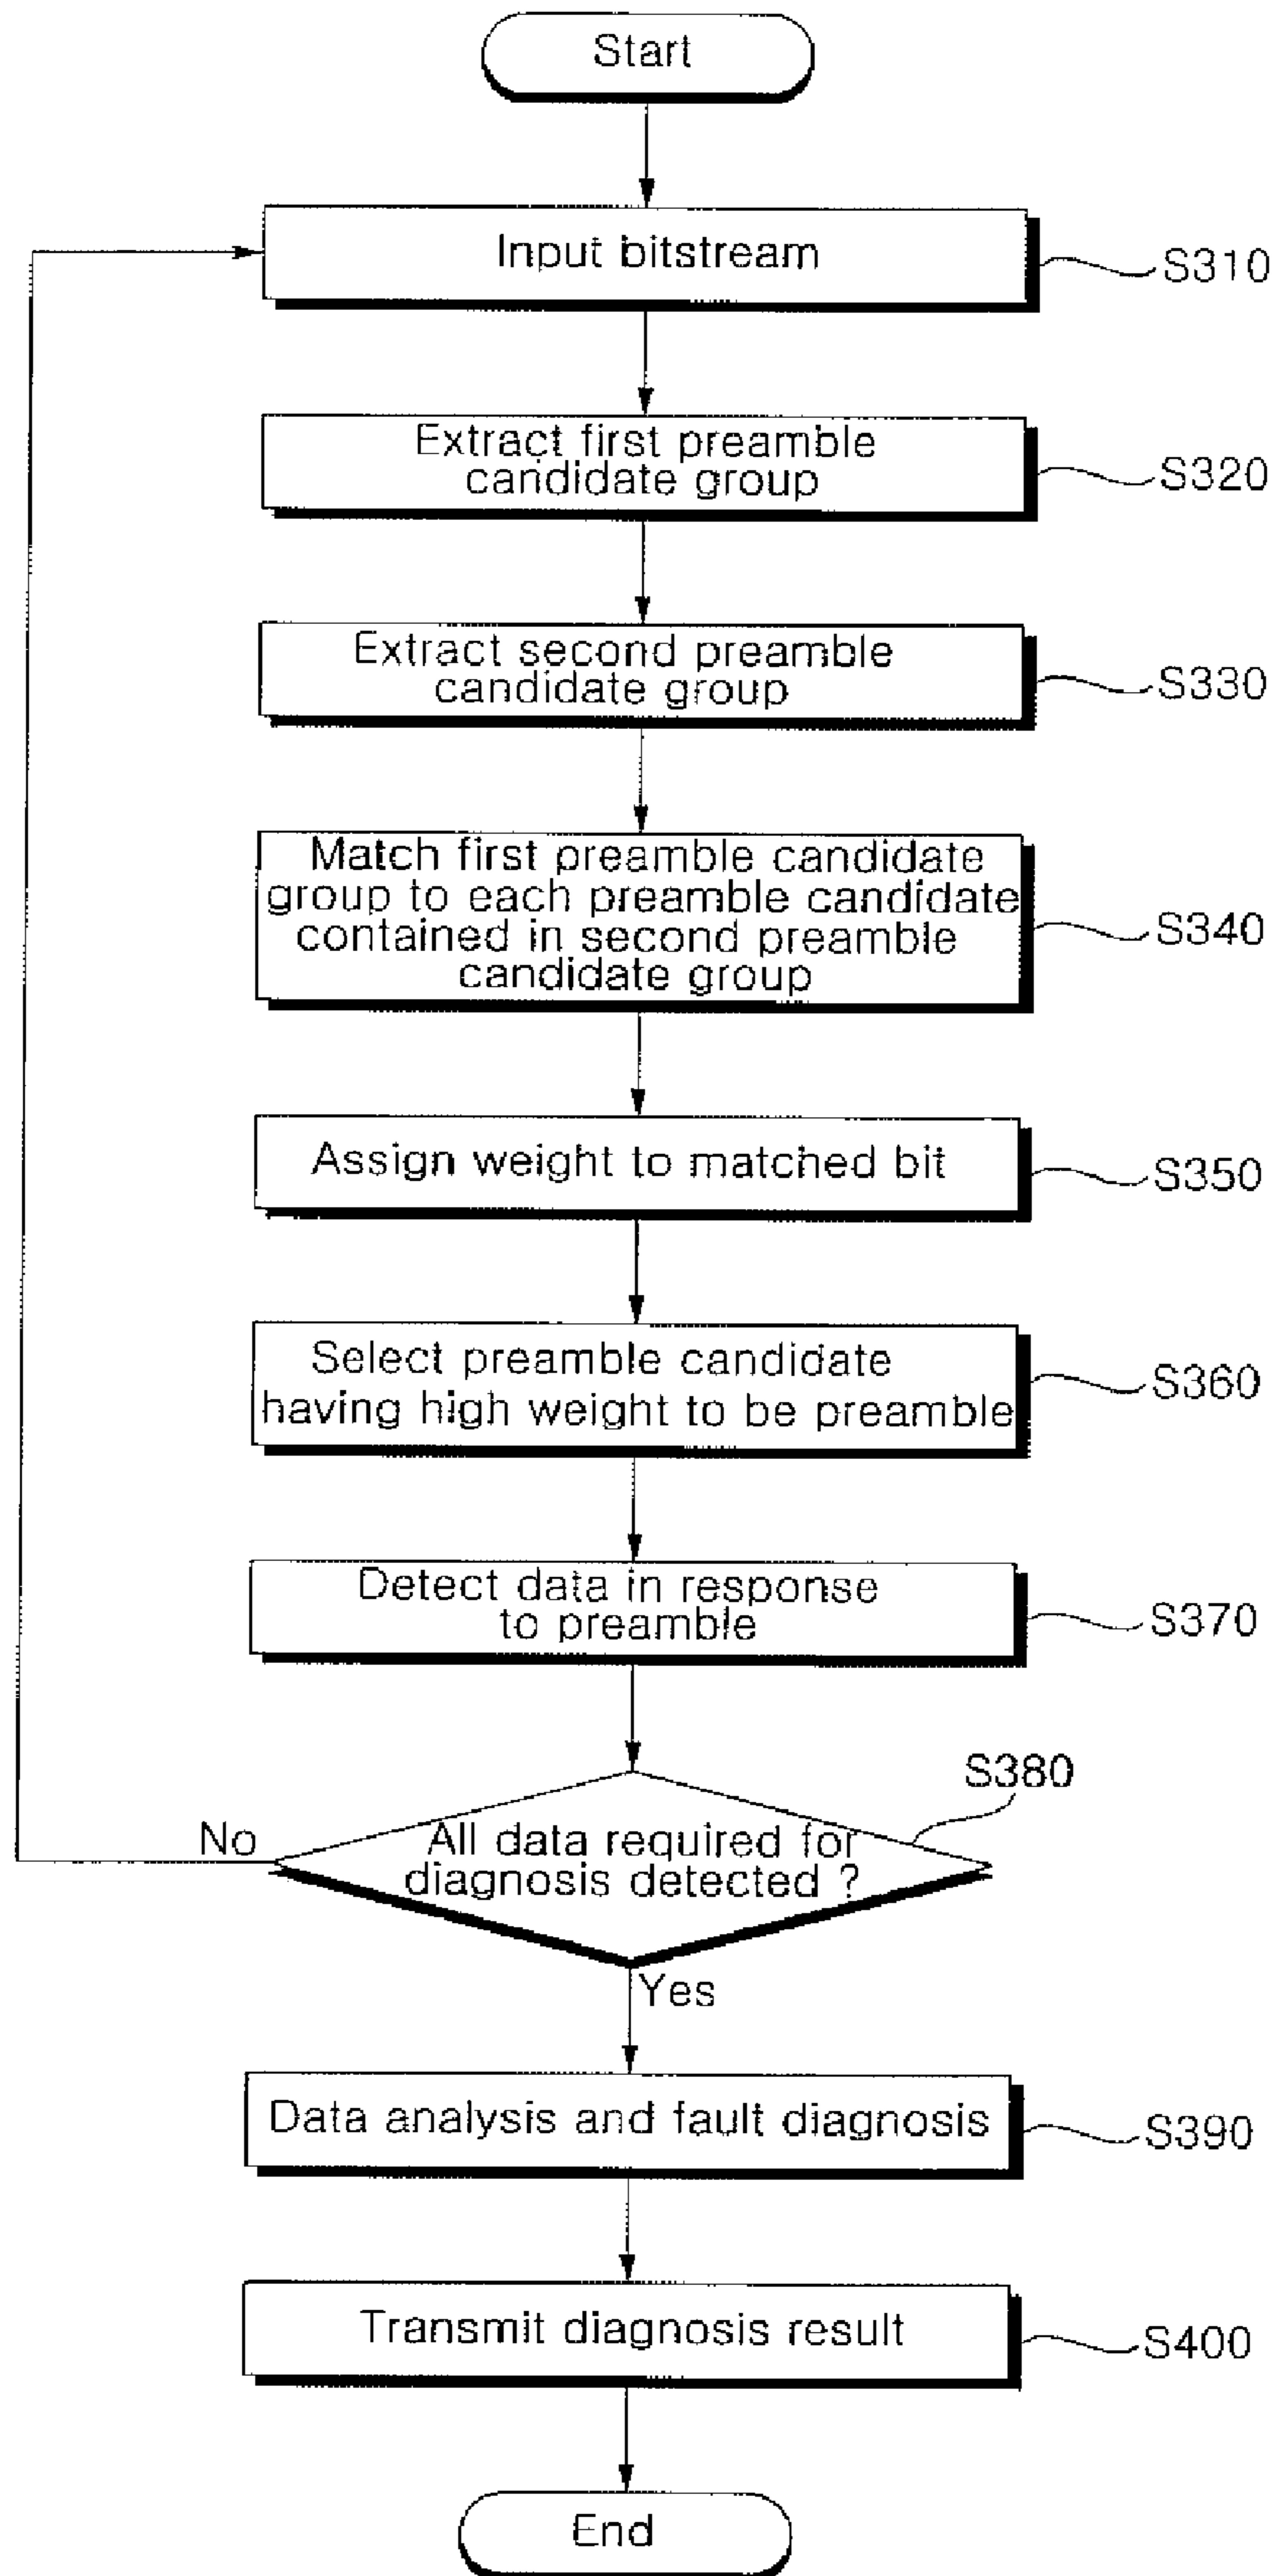 Start
Input bitstream
S310
Extract first preamble
candidate group
S320
Extract second preamble
candidate group
S330
Match first preamble candidate
group to each preamble candidate
contained in second preamble
candidate group
S340
Assign weight to matched bit
S350
Select preamble candidate
having high weight to be preamble
S360
Detect data in response
to preamble
S370
S380
All data required for
diagnosis detected ?
No
Yes
Data analysis and fault diagnosis
S390
Transmit diagnosis result
S400
End